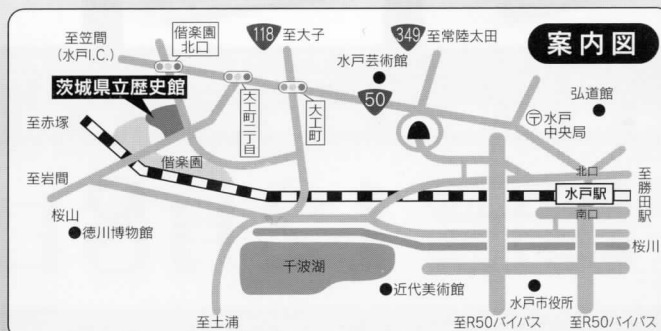 案内図
至笠間
(水戸I.C.)
偕楽園
北口
118
至大子
349
至常陸太田
水戸芸術館
50
弘道館
茨城県立歴史館
大工町二丁目
大工町
〒水戸
中央局
至赤塚
偕楽園
至岩間
北口
水戸駅
南口
至勝田駅
桜山
徳川博物館
桜川
千波湖
近代美術館
水戸市役所
至土浦
至R50バイパス
至R50バイパス